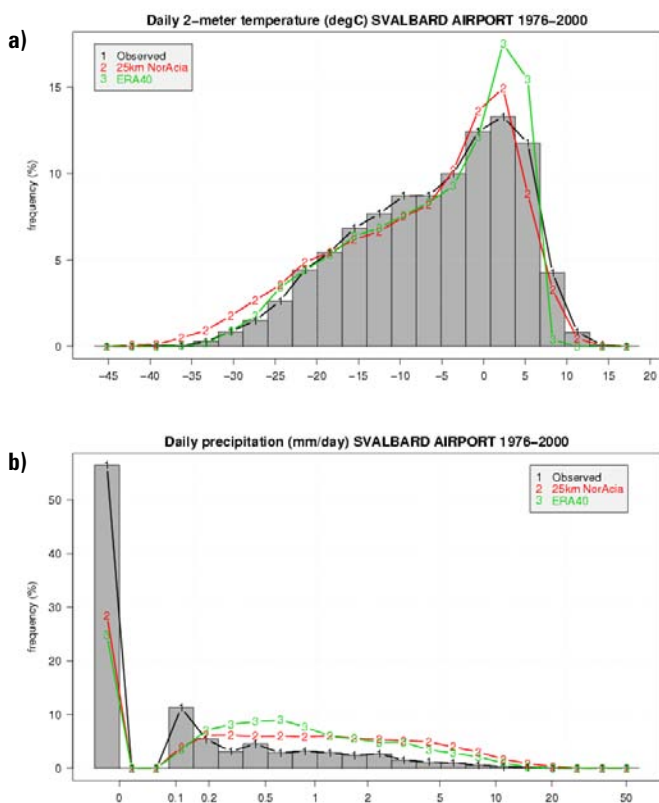 a)
Daily 2-meter temperature (degC) SVALBARD AIRPORT 1976-2000
1 Observed
2 25km NorAcia
3 ERA40
frequency (%)
15
10
5
0
-45 -40 -35 -30 -25 -20 -15 -10 -5 0 5 10 15 20
b)
Daily precipitation (mm/day) SVALBARD AIRPORT 1976-2000
1 Observed
2 25km NorAcia
3 ERA40
frequency (%)
50
40
30
20
10
0
0 0.1 0.2 0.5 1 2 5 10 20 50